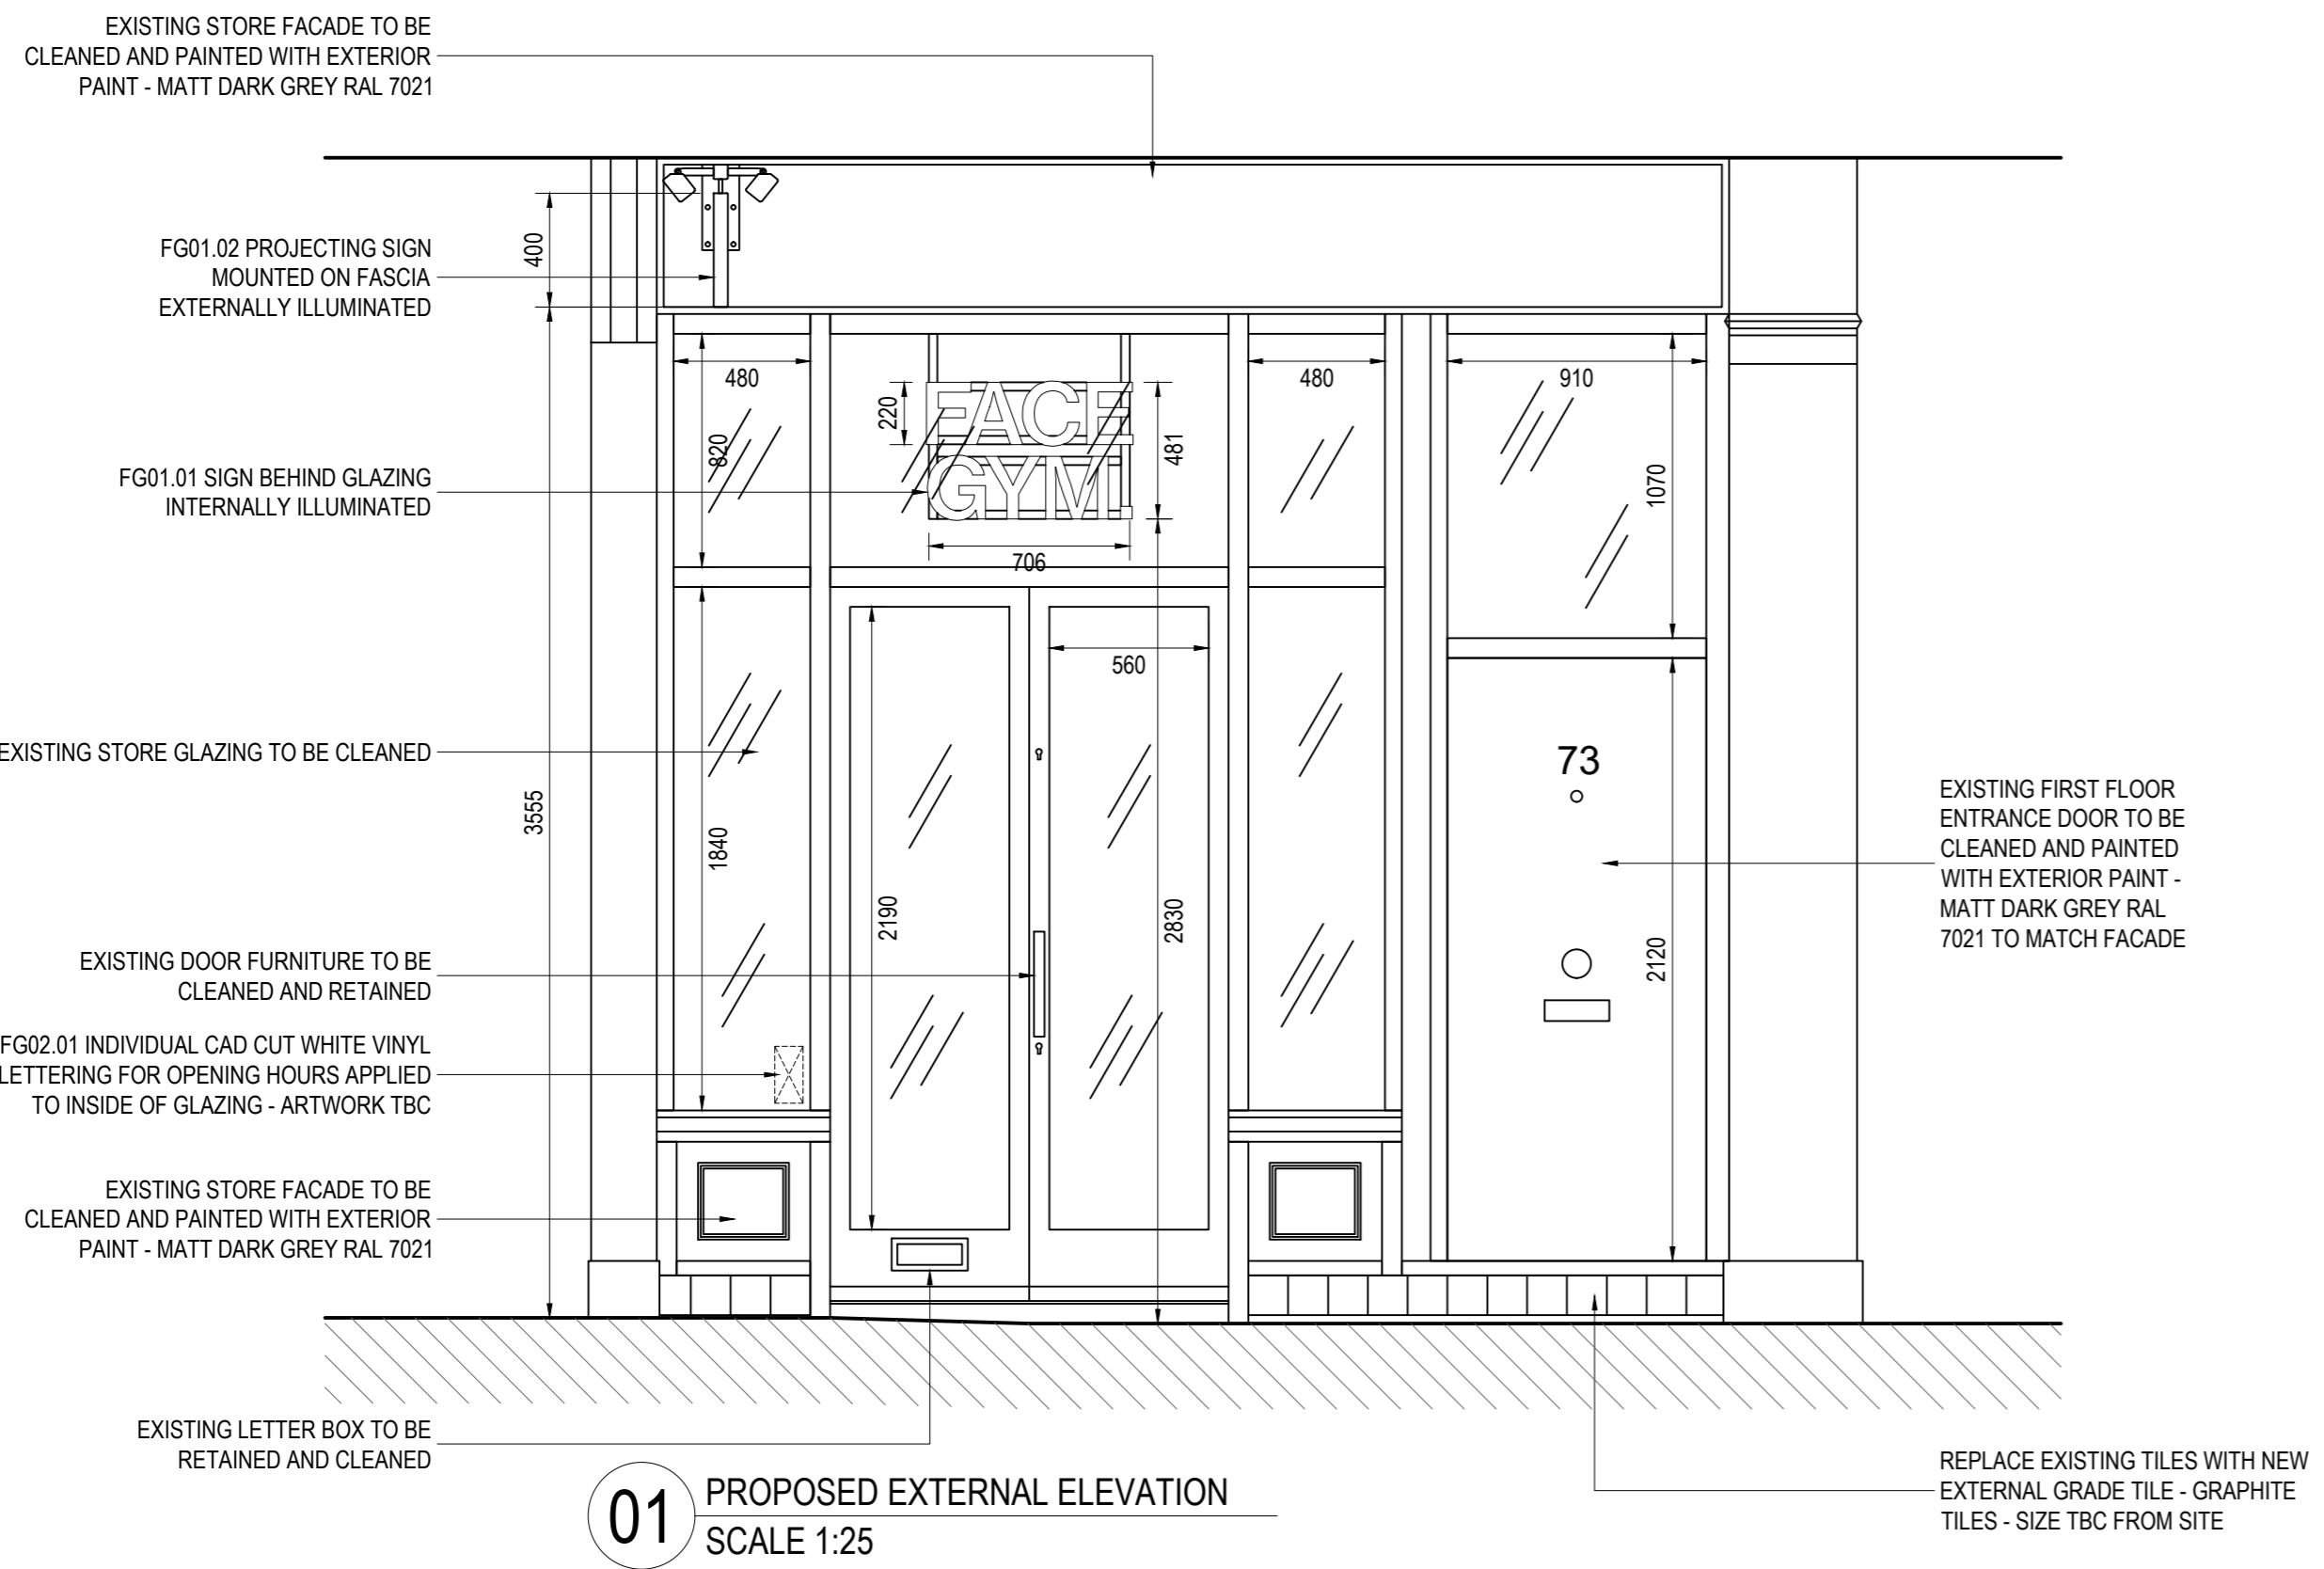 EXISTING STORE FACADE TO BE
CLEANED AND PAINTED WITH EXTERIOR
PAINT - MATT DARK GREY RAL 7021
FG01.02 PROJECTING SIGN
MOUNTED ON FASCIA
EXTERNALLY ILLUMINATED
400
480
480
910
220
FACE
GYM.
481
820
1070
706
FG01.01 SIGN BEHIND GLAZING
INTERNALLY ILLUMINATED
560
EXISTING STORE GLAZING TO BE CLEANED
73
3555
1840
2190
2830
2120
EXISTING FIRST FLOOR
ENTRANCE DOOR TO BE
CLEANED AND PAINTED
WITH EXTERIOR PAINT -
MATT DARK GREY RAL
7021 TO MATCH FACADE
EXISTING DOOR FURNITURE TO BE
CLEANED AND RETAINED
FG02.01 INDIVIDUAL CAD CUT WHITE VINYL
LETTERING FOR OPENING HOURS APPLIED
TO INSIDE OF GLAZING - ARTWORK TBC
EXISTING STORE FACADE TO BE
CLEANED AND PAINTED WITH EXTERIOR
PAINT - MATT DARK GREY RAL 7021
EXISTING LETTER BOX TO BE
RETAINED AND CLEANED
REPLACE EXISTING TILES WITH NEW
EXTERNAL GRADE TILE - GRAPHITE
TILES - SIZE TBC FROM SITE
01
PROPOSED EXTERNAL ELEVATION
SCALE 1:25